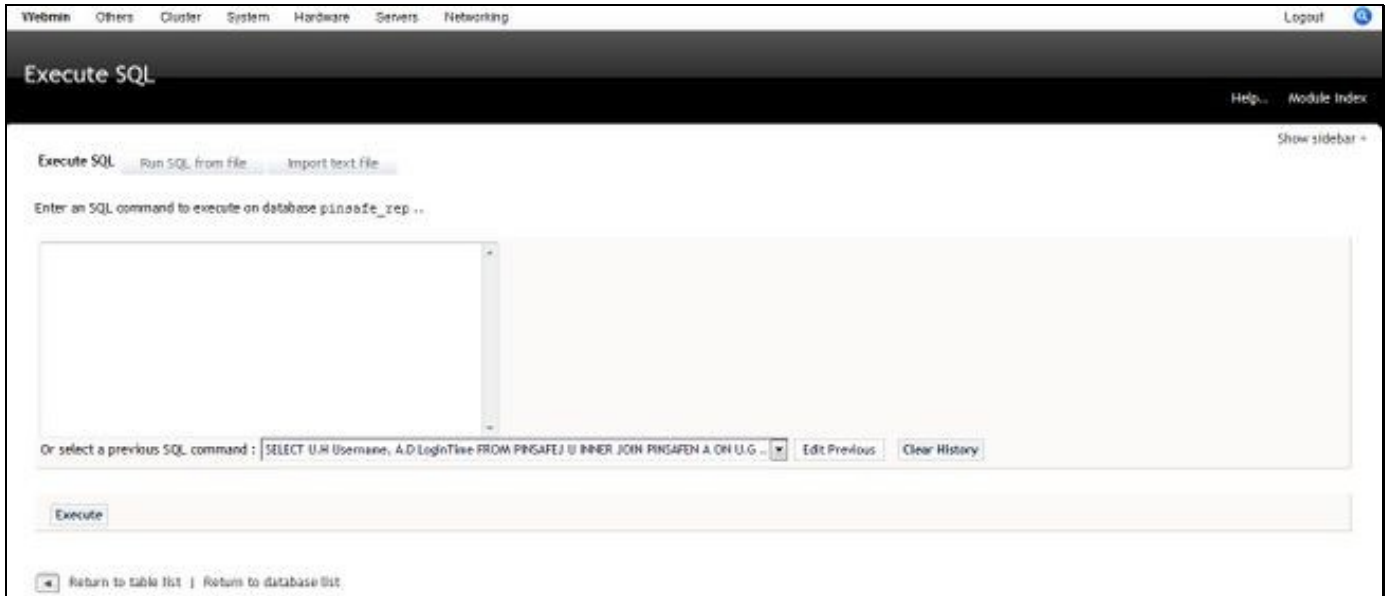 Webmin Others Cluster System Hardware Servers Networking Logout
Execute SQL
Help... Module Index
Show sidebar
Execute SQL Run SQL from file Import text file
Enter an SQL command to execute on database pinsafe_rep ..
Or select a previous SQL command : SELECT U.H Username, A.D LoginTime FROM PINSAFEJ U INNER JOIN PINSAFEN A ON U.G .. Edit Previous Clear History
Execute
Return to table list | Return to database list